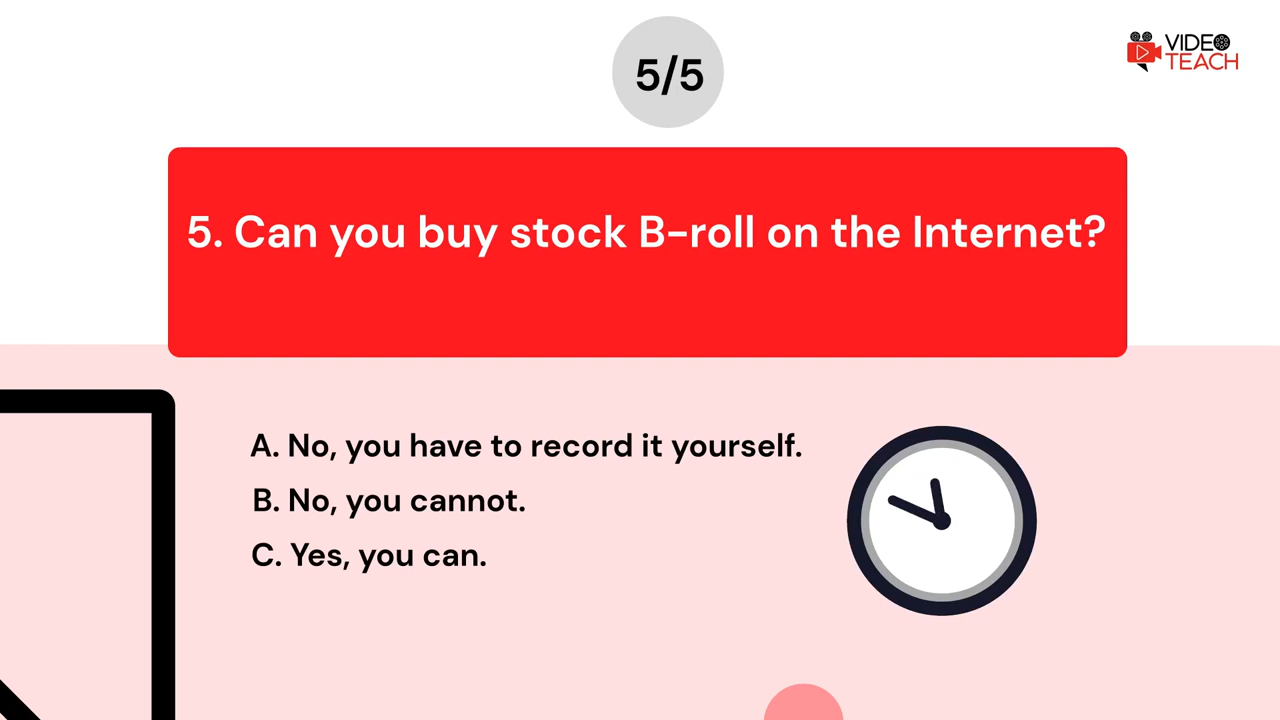 5/5
VIDEO
TEACH
5. Can you buy stock B-roll on the Internet?
A. No, you have to record it yourself.
B. No, you cannot.
C. Yes, you can.